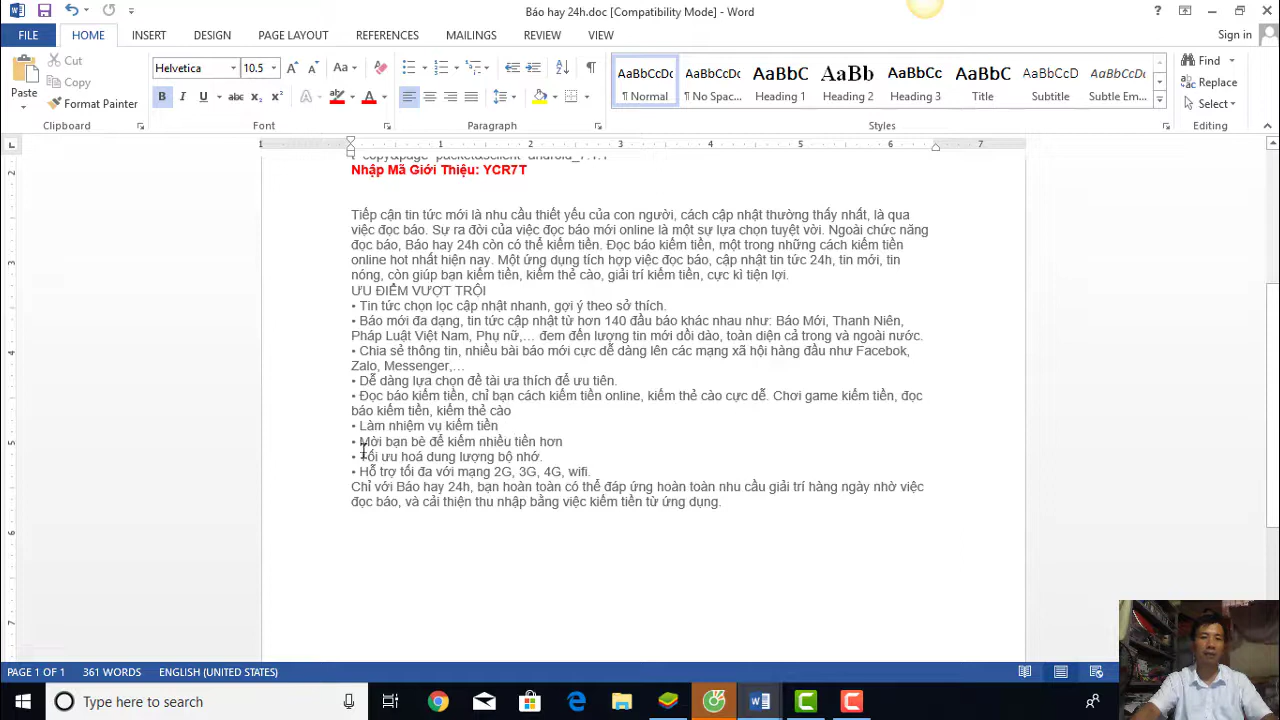 Báo hay 24h.doc [Compatibility Mode] - Word
FILE HOME INSERT DESIGN PAGE LAYOUT REFERENCES MAILINGS REVIEW VIEW Sign in
Paste Cut Copy Format Painter
Clipboard
Helvetica 10.5
Font
Paragraph
AaBbCcDc AaBbCcDc AaBbC AaBb AaBbCc AaBbC AaBbCcD AaBbCcDc
¶ Normal ¶ No Spac... Heading 1 Heading 2 Heading 3 Title Subtitle Subtle Em...
Styles
Find
Replace
Select
Editing
Nhập Mã Giới Thiệu: YCR7T
Tiếp cận tin tức mới là nhu cầu thiết yếu của con người, cách cập nhật thường thấy nhất, là qua
việc đọc báo. Sự ra đời của việc đọc báo mới online là một sự lựa chọn tuyệt vời. Ngoài chức năng
đọc báo, Báo hay 24h còn có thể kiếm tiền. Đọc báo kiếm tiền, một trong những cách kiếm tiền
online hot nhất hiện nay. Một ứng dụng tích hợp việc đọc báo, cập nhật tin tức 24h, tin mới, tin
nóng, còn giúp bạn kiếm tiền, kiếm thẻ cào, giải trí kiếm tiền, cực kì tiện lợi.
ƯU ĐIỂM VƯỢT TRỘI
• Tin tức chọn lọc cập nhật nhanh, gợi ý theo sở thích.
• Báo mới đa dạng, tin tức cập nhật từ hơn 140 đầu báo khác nhau như: Báo Mới, Thanh Niên,
Pháp Luật Việt Nam, Phụ nữ,… đem đến lượng tin mới dồi dào, toàn diện cả trong và ngoài nước.
• Chia sẻ thông tin, nhiều bài báo mới cực dễ dàng lên các mạng xã hội hàng đầu như Facebok,
Zalo, Messenger,…
• Dễ dàng lựa chọn đề tài ưa thích để ưu tiên.
• Đọc báo kiếm tiền, chỉ bạn cách kiếm tiền online, kiếm thẻ cào cực dễ. Chơi game kiếm tiền, đọc
báo kiếm tiền, kiếm thẻ cào
• Làm nhiệm vụ kiếm tiền
• Mời bạn bè để kiếm nhiều tiền hơn
• Tối ưu hoá dung lượng bộ nhớ.
• Hỗ trợ tối đa với mạng 2G, 3G, 4G, wifi.
Chỉ với Báo hay 24h, bạn hoàn toàn có thể đáp ứng hoàn toàn nhu cầu giải trí hàng ngày nhờ việc
đọc báo, và cải thiện thu nhập bằng việc kiếm tiền từ ứng dụng.
PAGE 1 OF 1 361 WORDS ENGLISH (UNITED STATES)
Type here to search